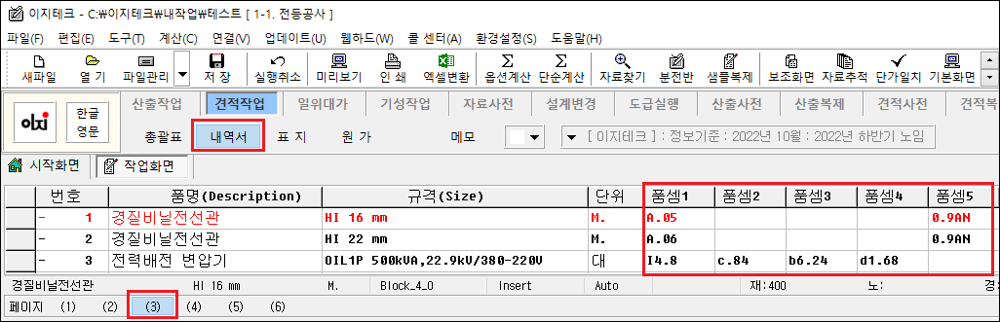 이지테크 - C:\이지테크\내작업\테스트 [ 1-1. 전등공사 ]
파일(F) 편집(E) 도구(T) 계산(C) 연결(V) 업데이트(U) 웹하드(W) 콜 센터(A) 환경설정(S) 도움말(H)
새파일 열 기 파일관리 저 장 실행취소 미리보기 인 쇄 엑셀변환 옵션계산 단순계산 자료찾기 분전반 샘플복제 보조화면 자료추적 단가일치 기본화면
산출작업 견적작업 일위대가 기성작업 자료사전 설계변경 도급실행 산출사전 산출복제 견적사전 견적복
한글
영문
총괄표 내역서 표 지 원 가 메모 [ 이지테크 ] : 정보기준 : 2022년 10월 : 2022년 하반기 노임
시작화면 작업화면
번호 품명(Description) 규격(Size) 단위 품셈1 품셈2 품셈3 품셈4 품셈5
- 1 경질비닐전선관 HI 16 mm M. A.05 0.9AN
- 2 경질비닐전선관 HI 22 mm M. A.06 0.9AN
- 3 전력배전 변압기 OIL1P 500kVA,22.9kV/380-220V 대 I4.8 c.84 b6.24 d1.68
경질비닐전선관 HI 16 mm M. Block_4_0 Insert Auto 재:400 노: 경:
페이지 (1) (2) (3) (4) (5) (6)